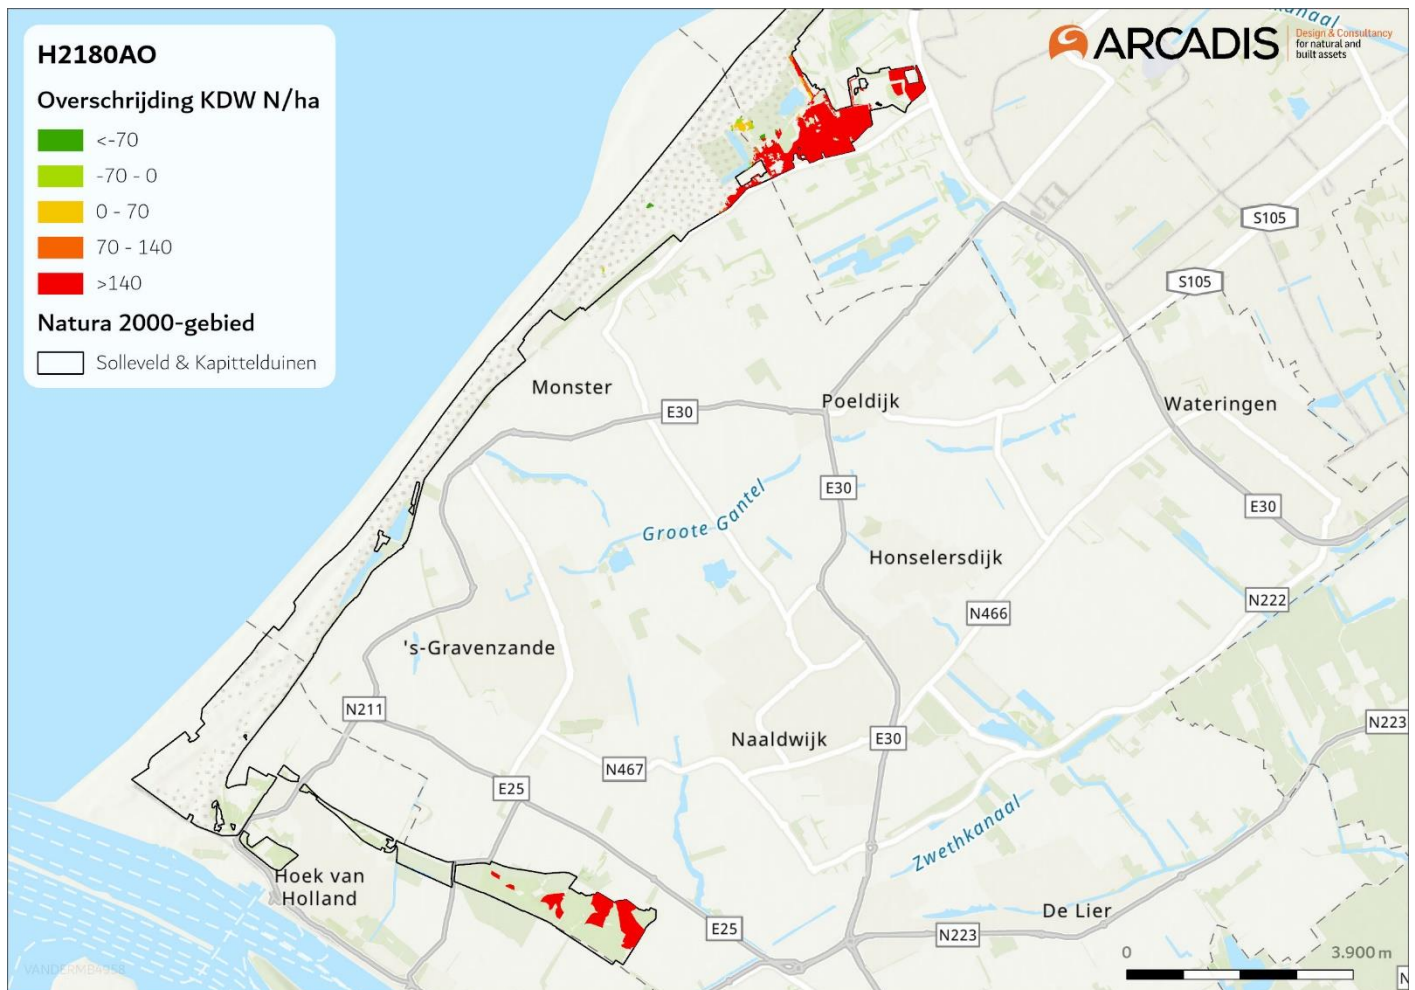 H2180AO
Overschrijding KDW N/ha
<-70
-70 - 0
0 - 70
70 - 140
>140
Natura 2000-gebied
Solleveld & Kapittelduinen
ARCADIS
Design & Consultancy
for natural and
built assets
kanaal
S105
S105
Monster
E30
Poeldijk
Wateringen
E30
E30
Groote Gantel
Honselersdijk
N222
N466
's-Gravenzande
N211
N223
Naaldwijk
E30
N467
E25
Zwethkanaal
Hoek van
Holland
De Lier
E25
N223
0
3.900 m
VANDERMB4958
N